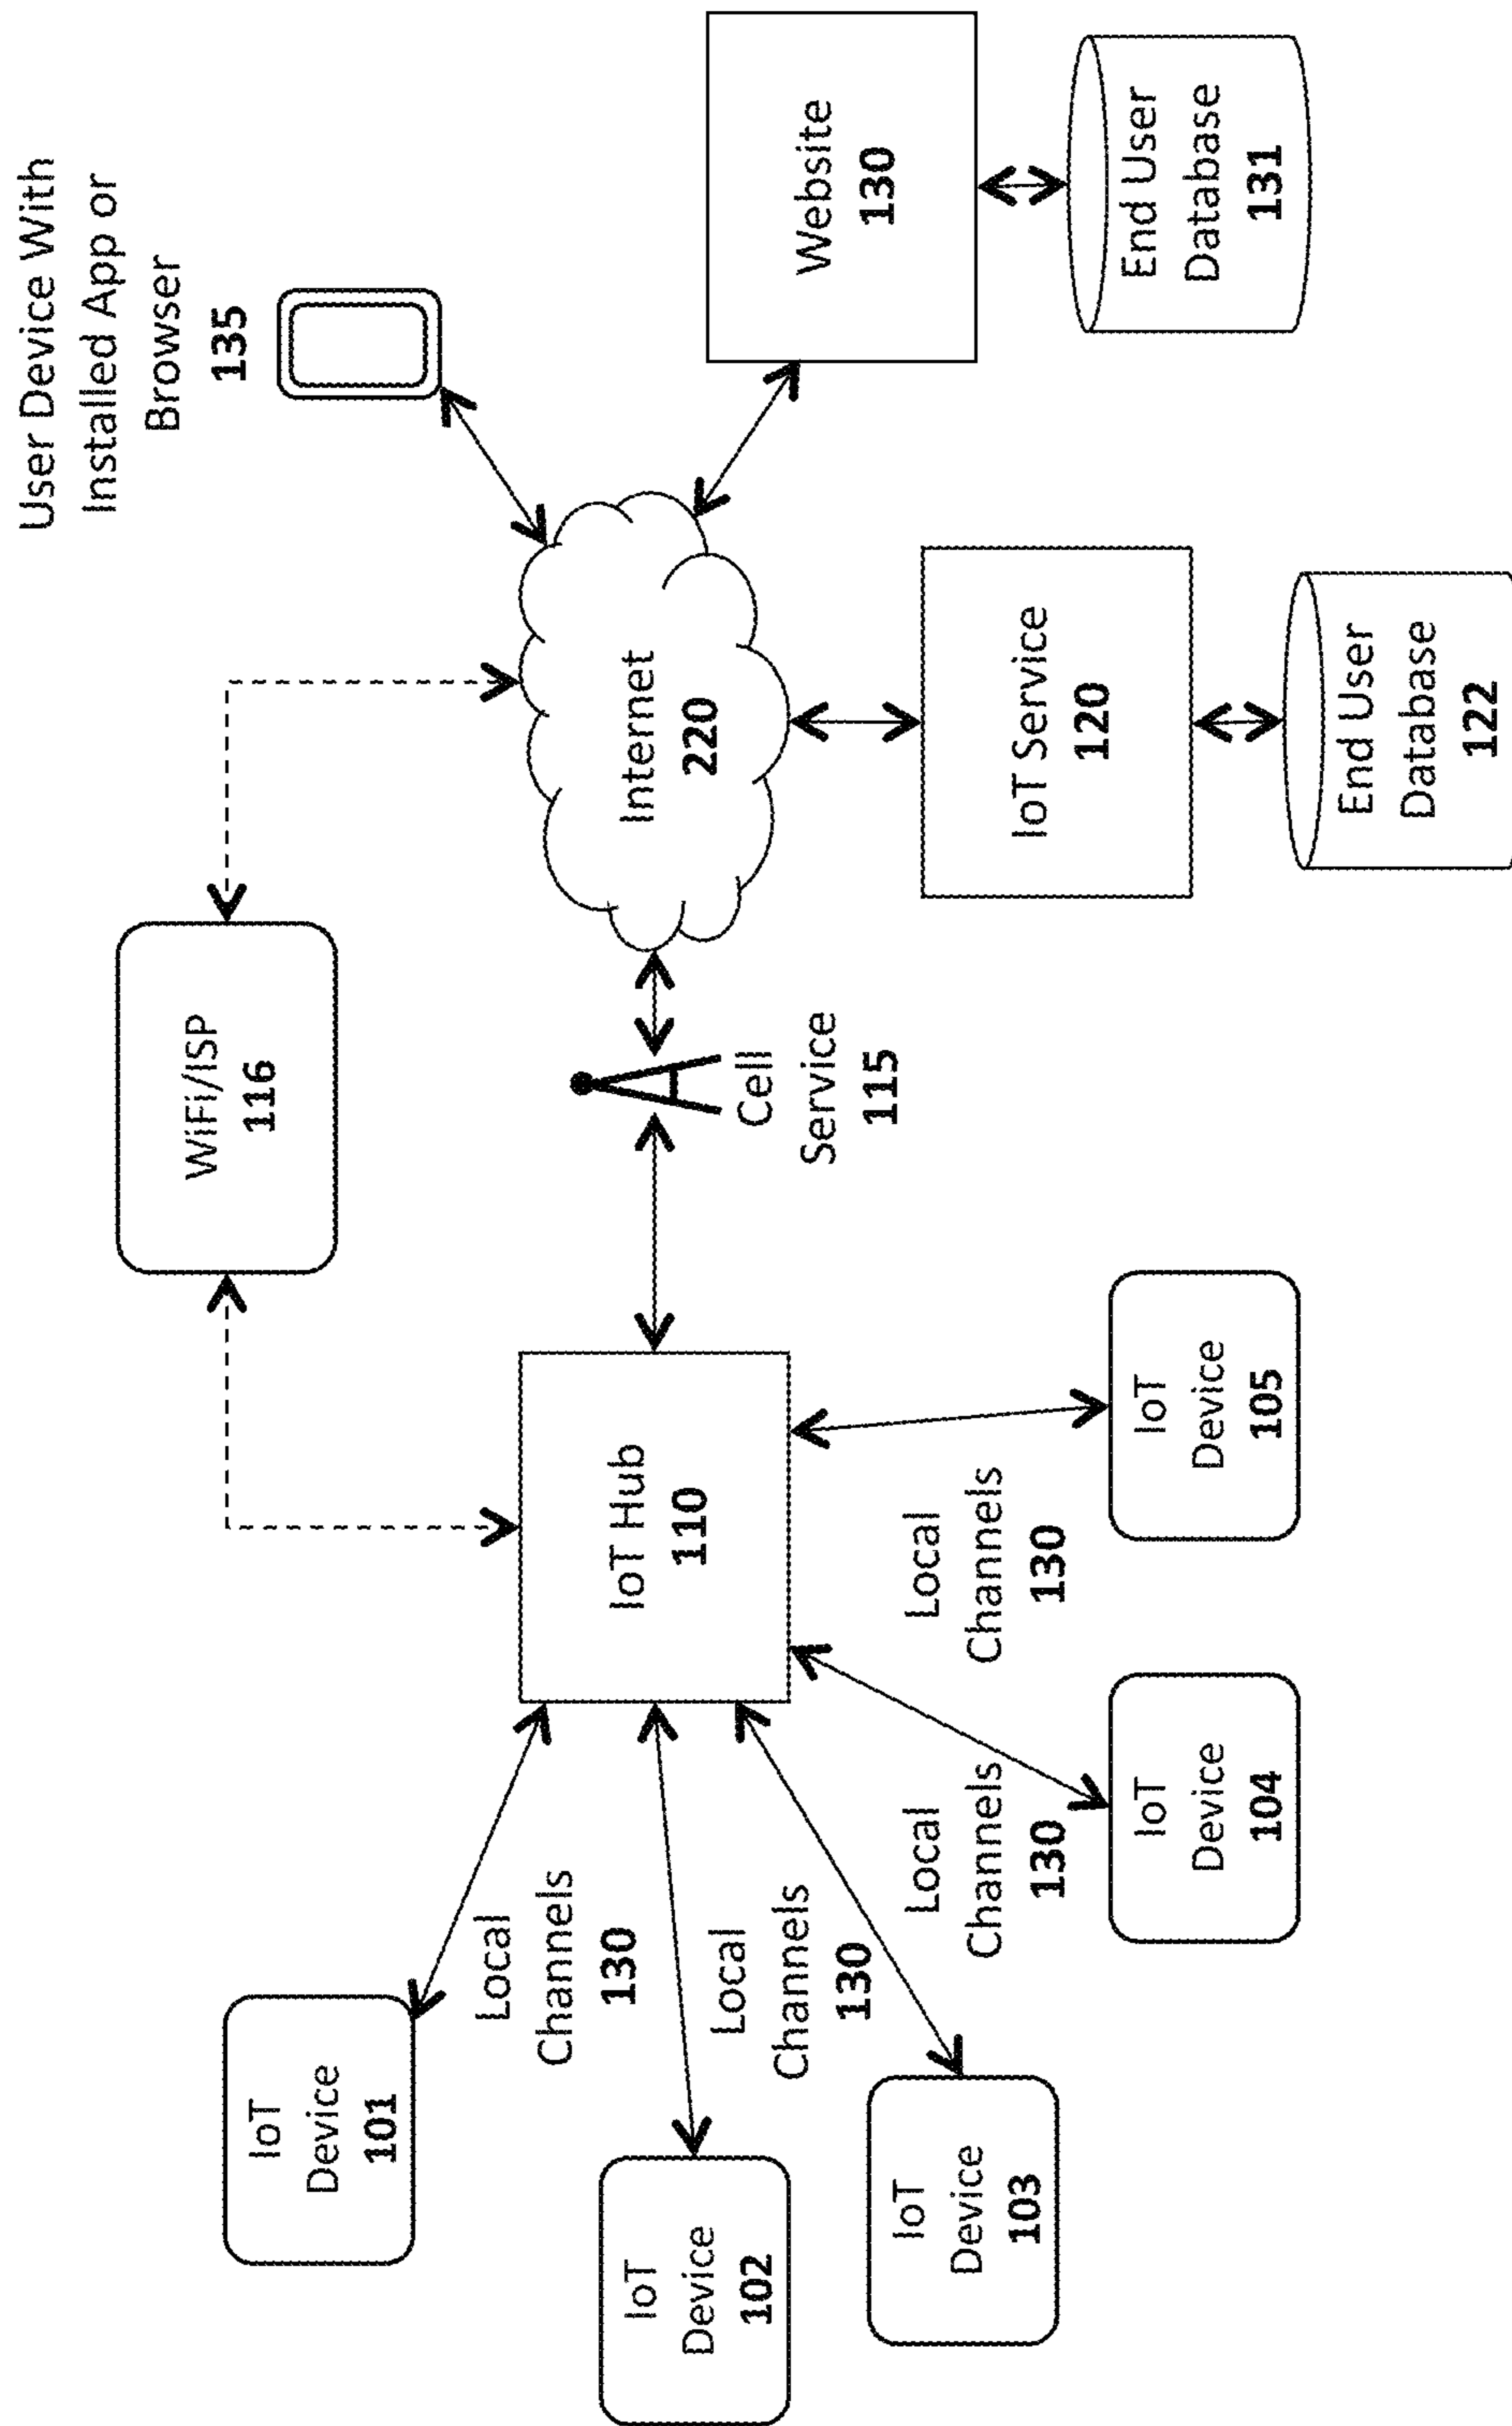 User Device With
Installed App or
Browser
135
WiFi/ISP
116
IoT
Device
101
IoT
Device
102
IoT
Device
103
IoT
Device
104
IoT
Device
105
Local
Channels
130
Local
Channels
130
Local
Channels
130
Local
Channels
130
IoT Hub
110
Cell
Service
115
Internet
220
Website
130
End User
Database
131
IoT Service
120
End User
Database
122